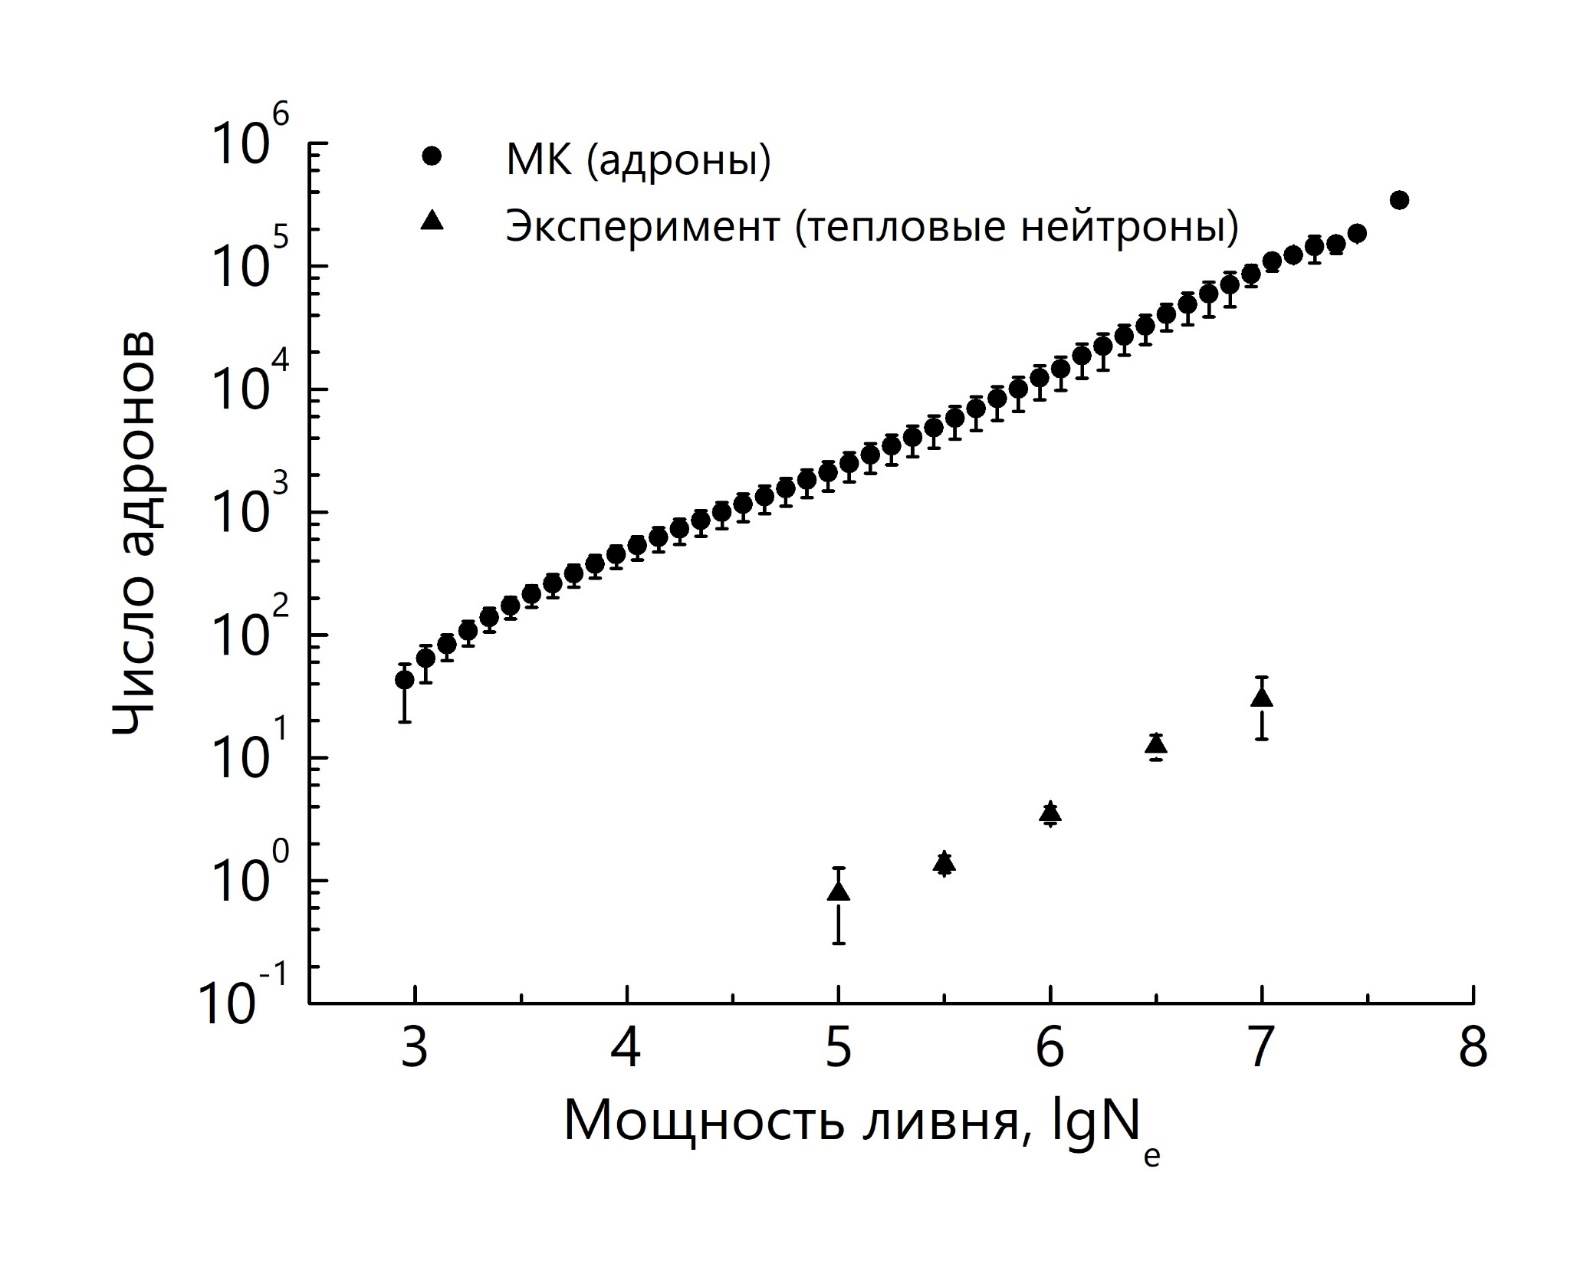 МК (адроны)
Эксперимент (тепловые нейтроны)
Число адронов
10^6
10^5
10^4
10^3
10^2
10^1
10^0
10^-1
3 4 5 6 7 8
Мощность ливня, lgN_e